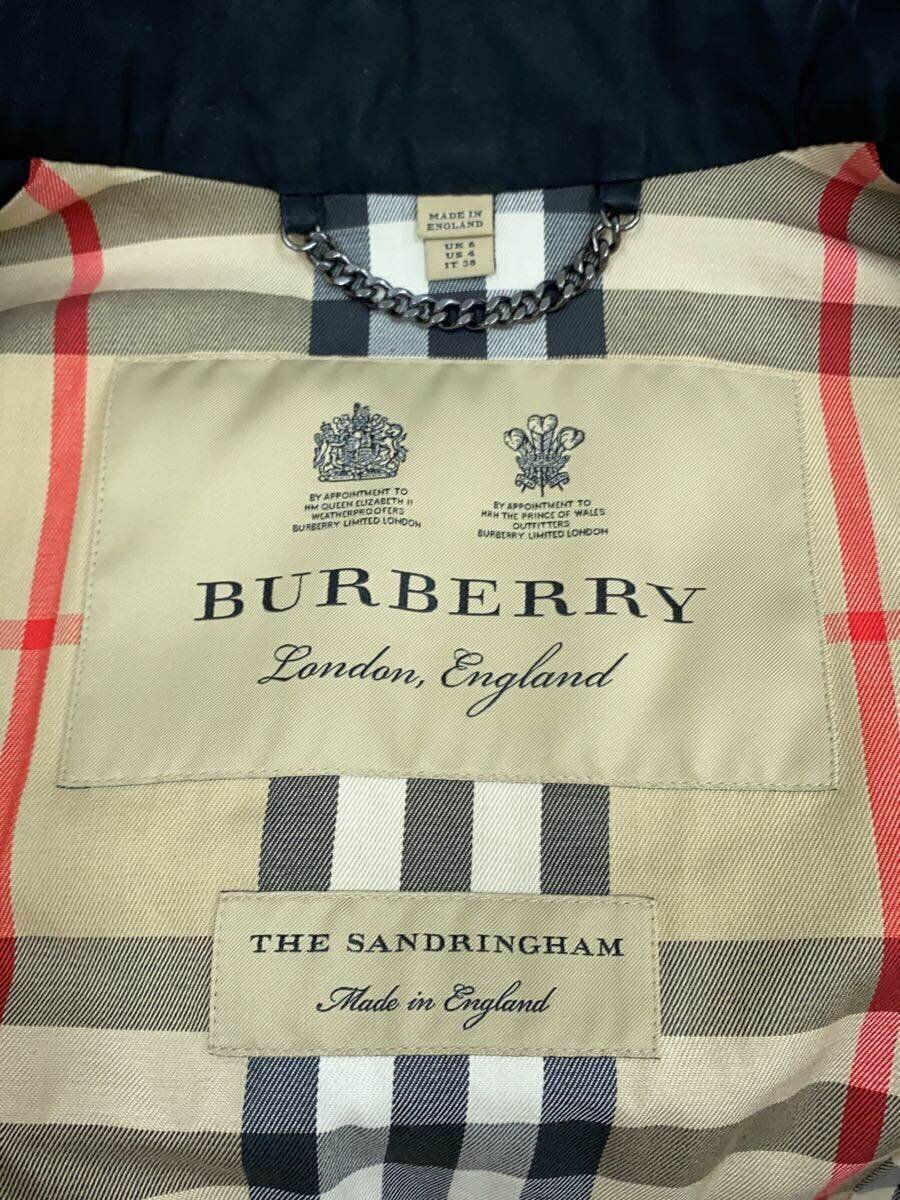 MADE IN
ENGLAND
UK 6
US 4
IT 38
BY APPOINTMENT TO
HM QUEEN ELIZABETH II
WEATHERPROOFERS
BURBERRY LIMITED LONDON
BY APPOINTMENT TO
HRH THE PRINCE OF WALES
OUTFITTERS
BURBERRY LIMITED LONDON
BURBERRY
London, England
THE SANDRINGHAM
Made in England